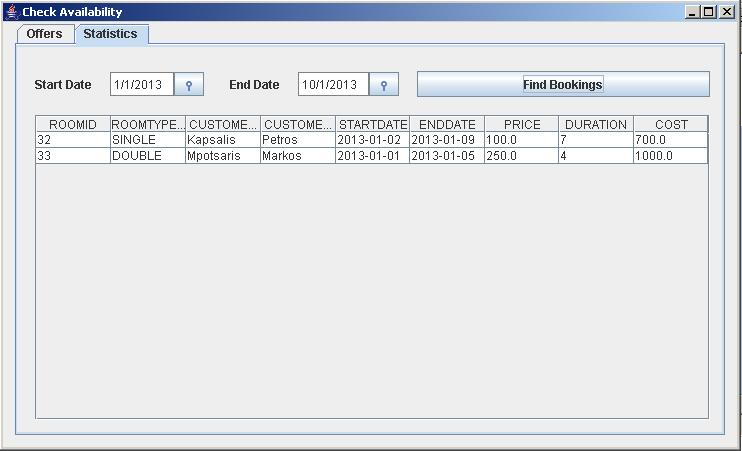 Check Availability
Offers Statistics
Start Date 1/1/2013 End Date 10/1/2013 Find Bookings
ROOMID ROOMTYPE... CUSTOME... CUSTOME... STARTDATE ENDDATE PRICE DURATION COST
32 SINGLE Kapsalis Petros 2013-01-02 2013-01-09 100.0 7 700.0
33 DOUBLE Mpotsaris Markos 2013-01-01 2013-01-05 250.0 4 1000.0